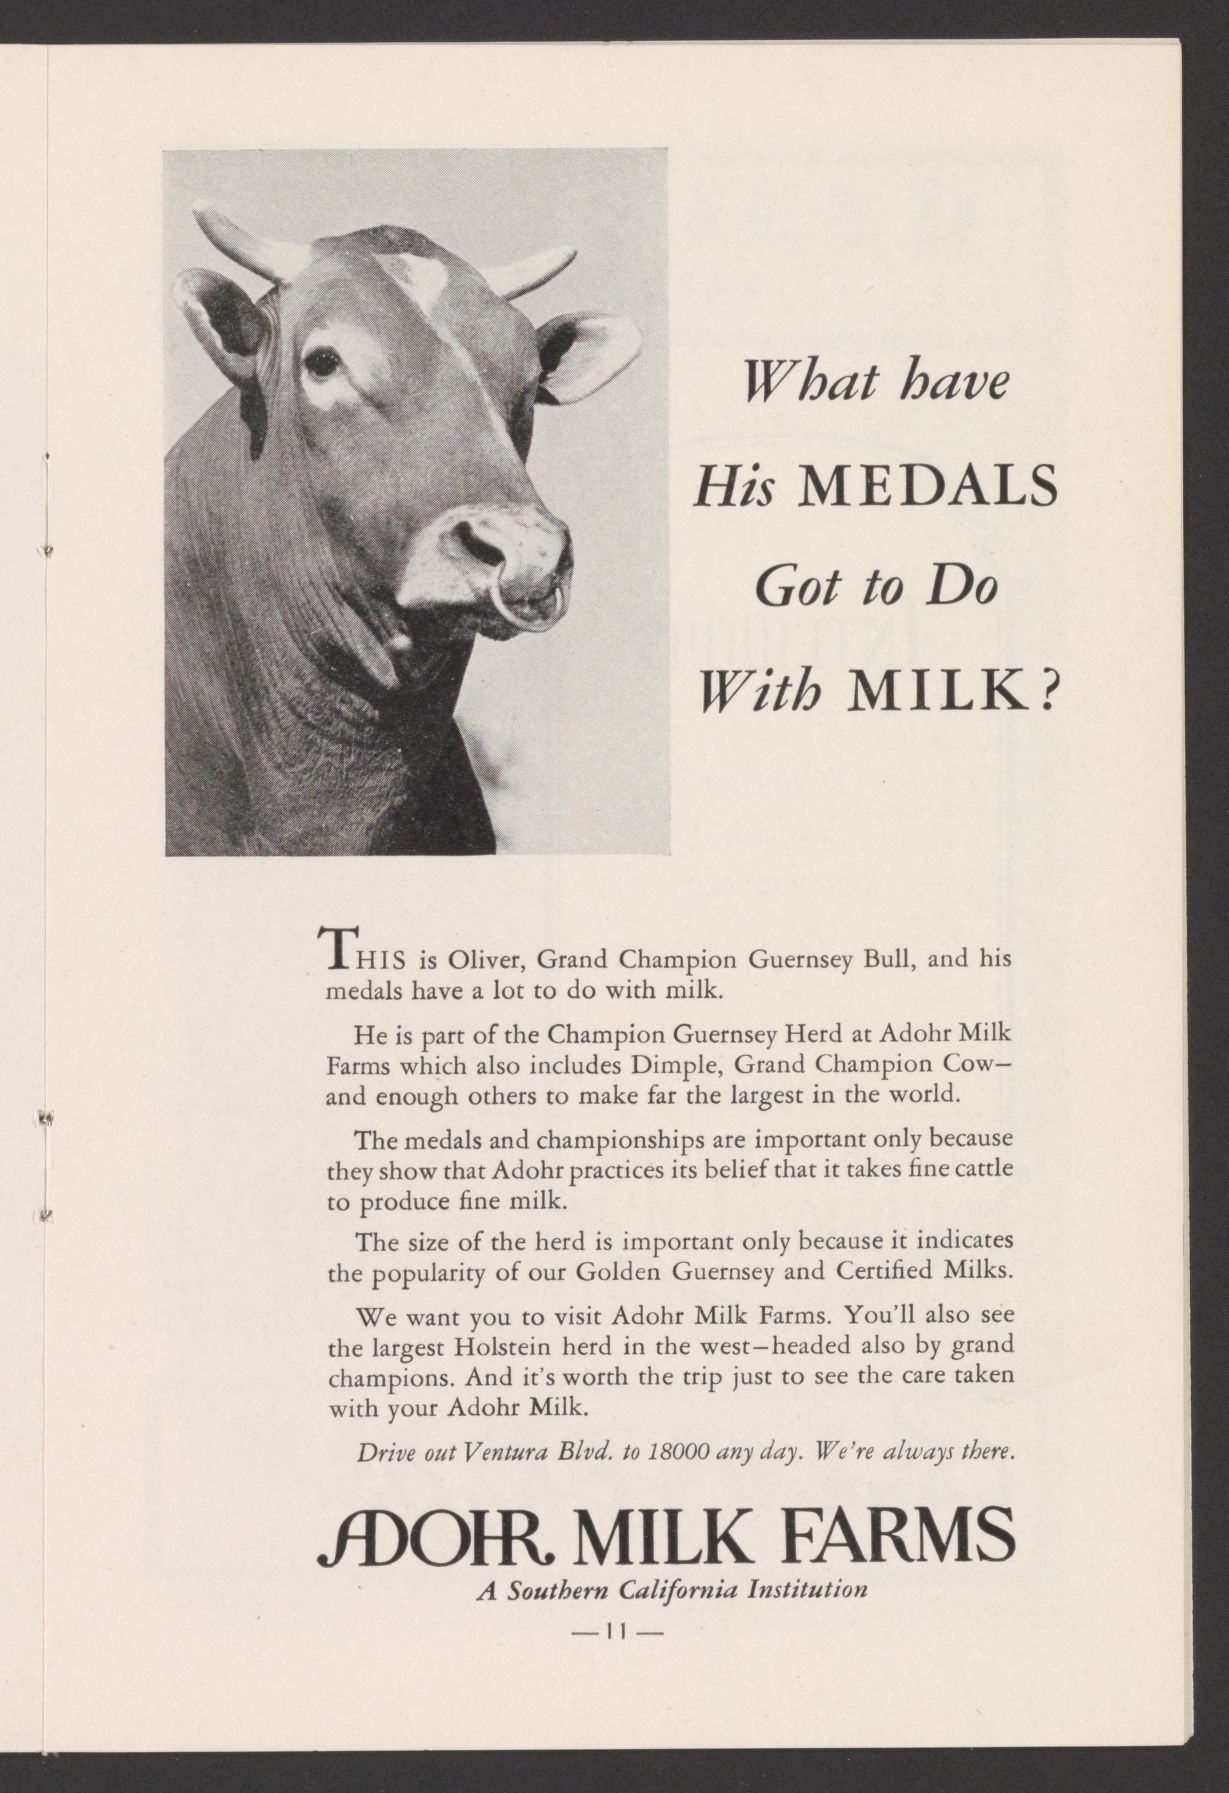 What have
His MEDALS
Got to Do
With MILK?
THIS is Oliver, Grand Champion Guernsey Bull, and his
medals have a lot to do with milk.
He is part of the Champion Guernsey Herd at Adohr Milk
Farms which also includes Dimple, Grand Champion Cow—
and enough others to make far the largest in the world.
The medals and championships are important only because
they show that Adohr practices its belief that it takes fine cattle
to produce fine milk.
The size of the herd is important only because it indicates
the popularity of our Golden Guernsey and Certified Milks.
We want you to visit Adohr Milk Farms. You'll also see
the largest Holstein herd in the west—headed also by grand
champions. And it's worth the trip just to see the care taken
with your Adohr Milk.
Drive out Ventura Blvd. to 18000 any day. We're always there.
ADOHR MILK FARMS
A Southern California Institution
— 11 —